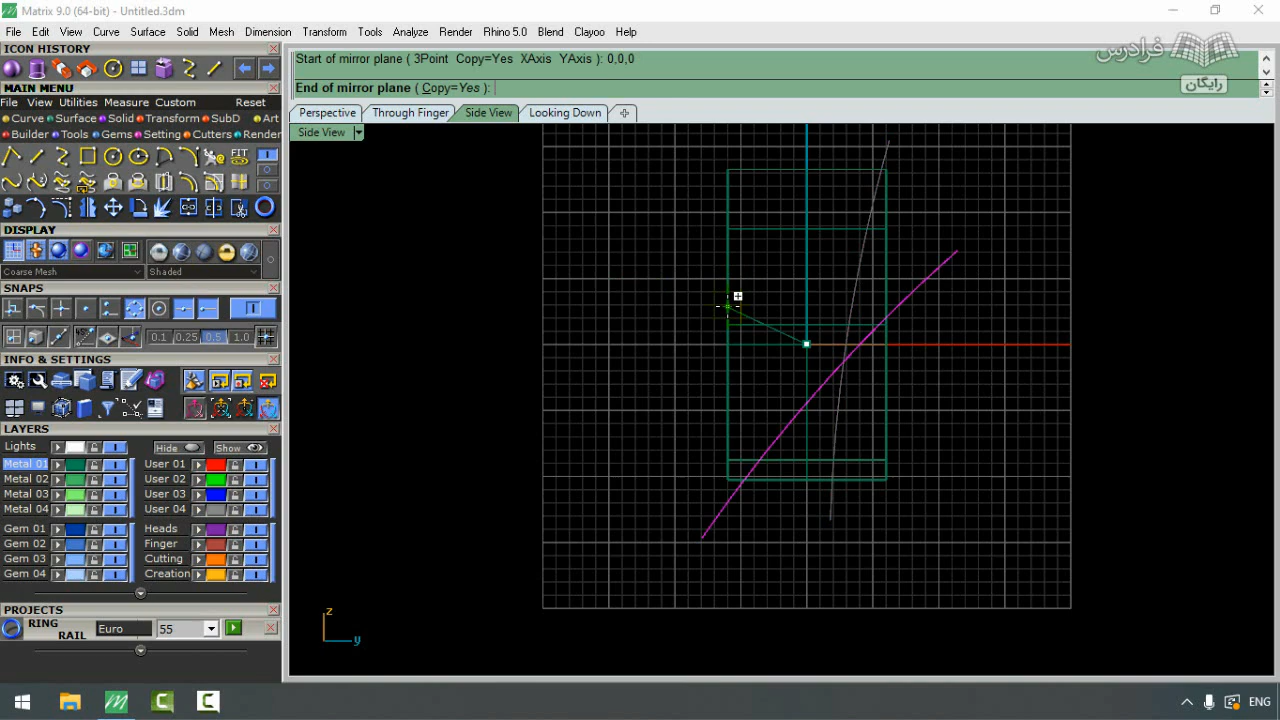 Matrix 9.0 (64-bit) - Untitled.3dm
File Edit View Curve Surface Solid Mesh Dimension Transform Tools Analyze Render Rhino 5.0 Blend Clayoo Help
ICON HISTORY
MAIN MENU
File View Utilities Measure Custom Reset
Curve Surface Solid Transform SubD Art
Builder Tools Gems Setting Cutters Render
FIT
DISPLAY
Coarse Mesh Shaded
SNAPS
0.1 0.25 0.5 1.0
INFO & SETTINGS
LAYERS
Lights Hide Show
Metal 01 User 01
Metal 02 User 02
Metal 03 User 03
Metal 04 User 04
Gem 01 Heads
Gem 02 Finger
Gem 03 Cutting
Gem 04 Creation
PROJECTS
RING RAIL Euro 55
Start of mirror plane ( 3Point Copy=Yes XAxis YAxis ): 0,0,0
End of mirror plane ( Copy=Yes ):
Perspective Through Finger Side View Looking Down
Side View
z
y
فرادرس
رایگان
ENG